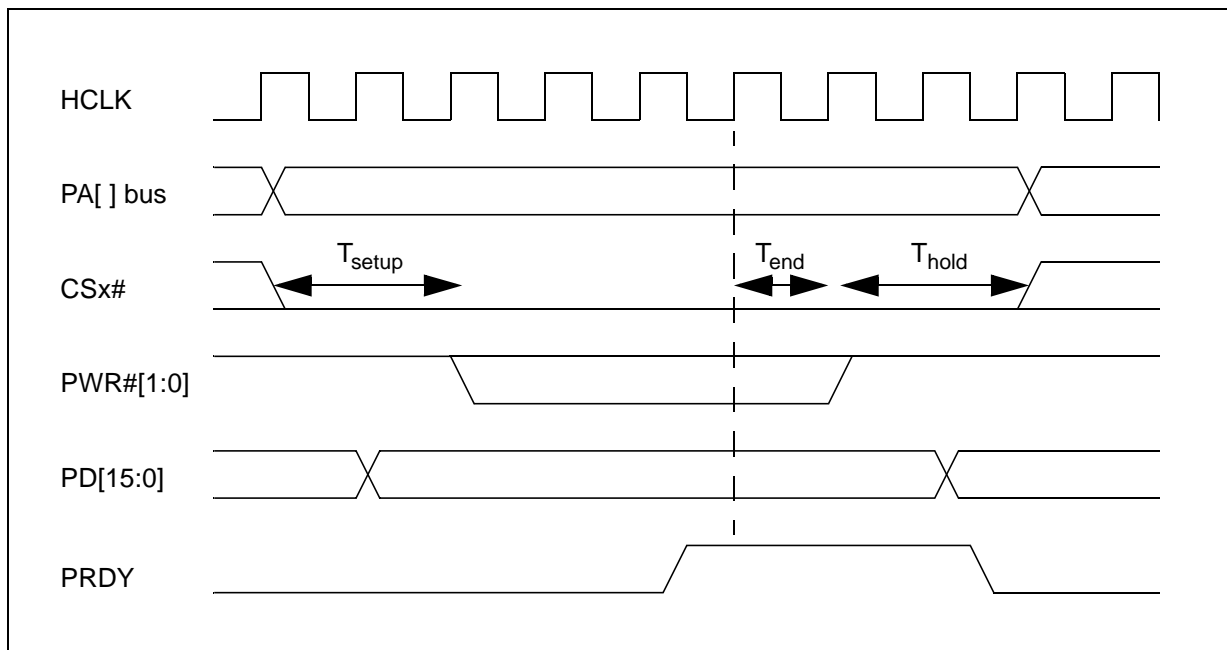 HCLK
PA[ ] bus
CSx#
Tsetup
Tend
Thold
PWR#[1:0]
PD[15:0]
PRDY